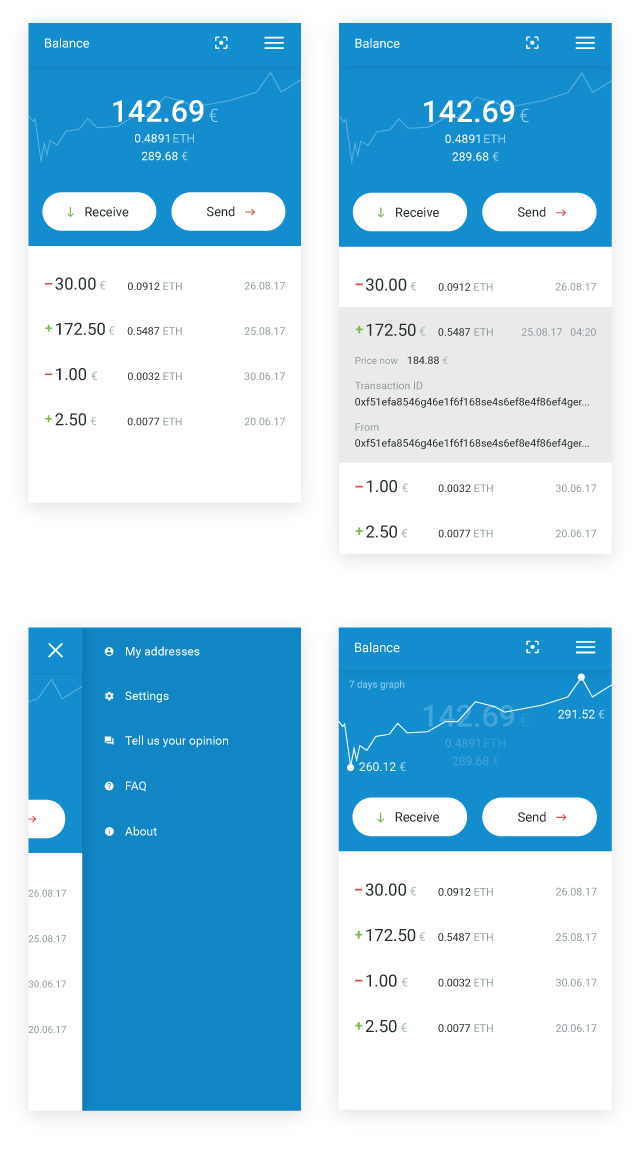 Balance
142.69 €
0.4891 ETH
289.68 €
Receive
Send
−30.00 € 0.0912 ETH 26.08.17
+172.50 € 0.5487 ETH 25.08.17
−1.00 € 0.0032 ETH 30.06.17
+2.50 € 0.0077 ETH 20.06.17
Balance
142.69 €
0.4891 ETH
289.68 €
Receive
Send
−30.00 € 0.0912 ETH 26.08.17
+172.50 € 0.5487 ETH 25.08.17 04:20
Price now 184.88 €
Transaction ID
0xf51efa8546g46e1f6f168se4s6ef8e4f86ef4ger...
From
0xf51efa8546g46e1f6f168se4s6ef8e4f86ef4ger...
−1.00 € 0.0032 ETH 30.06.17
+2.50 € 0.0077 ETH 20.06.17
My addresses
Settings
Tell us your opinion
FAQ
About
26.08.17
25.08.17
30.06.17
20.06.17
Balance
7 days graph
142.69 €
291.52 €
0.4891 ETH
289.68 €
260.12 €
Receive
Send
−30.00 € 0.0912 ETH 26.08.17
+172.50 € 0.5487 ETH 25.08.17
−1.00 € 0.0032 ETH 30.06.17
+2.50 € 0.0077 ETH 20.06.17